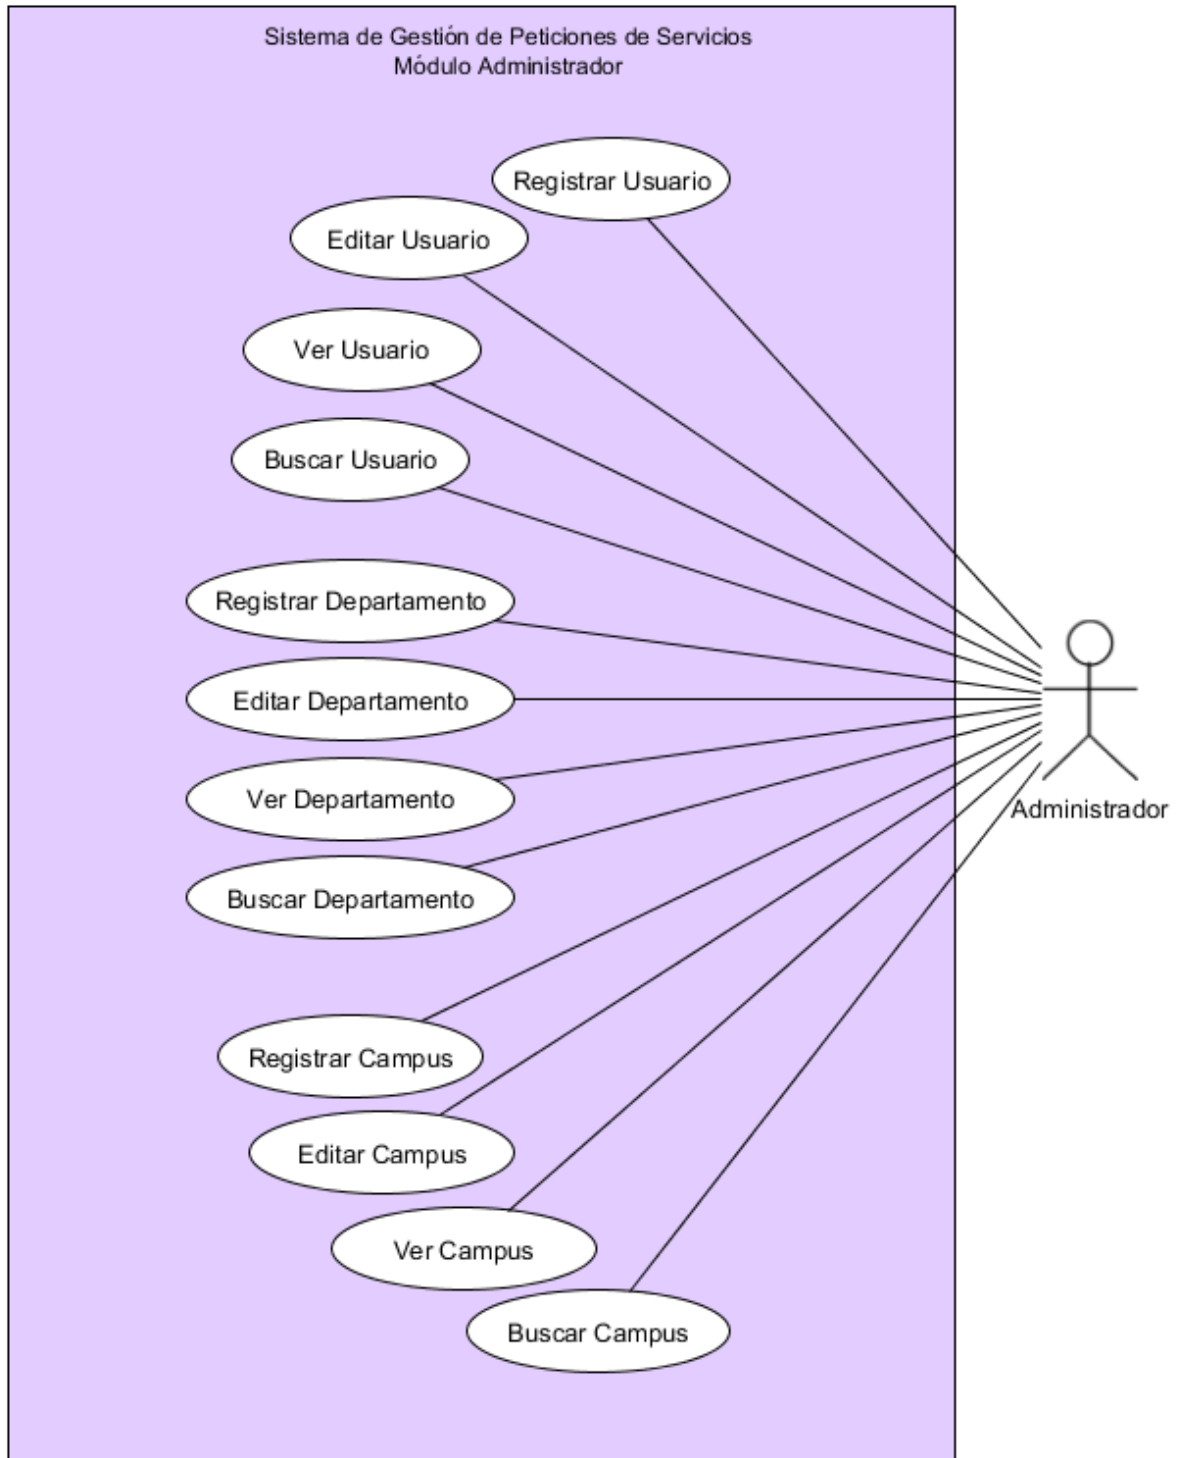 Sistema de Gestión de Peticiones de Servicios
Módulo Administrador
Registrar Usuario
Editar Usuario
Ver Usuario
Buscar Usuario
Registrar Departamento
Editar Departamento
Ver Departamento
Buscar Departamento
Administrador
Registrar Campus
Editar Campus
Ver Campus
Buscar Campus